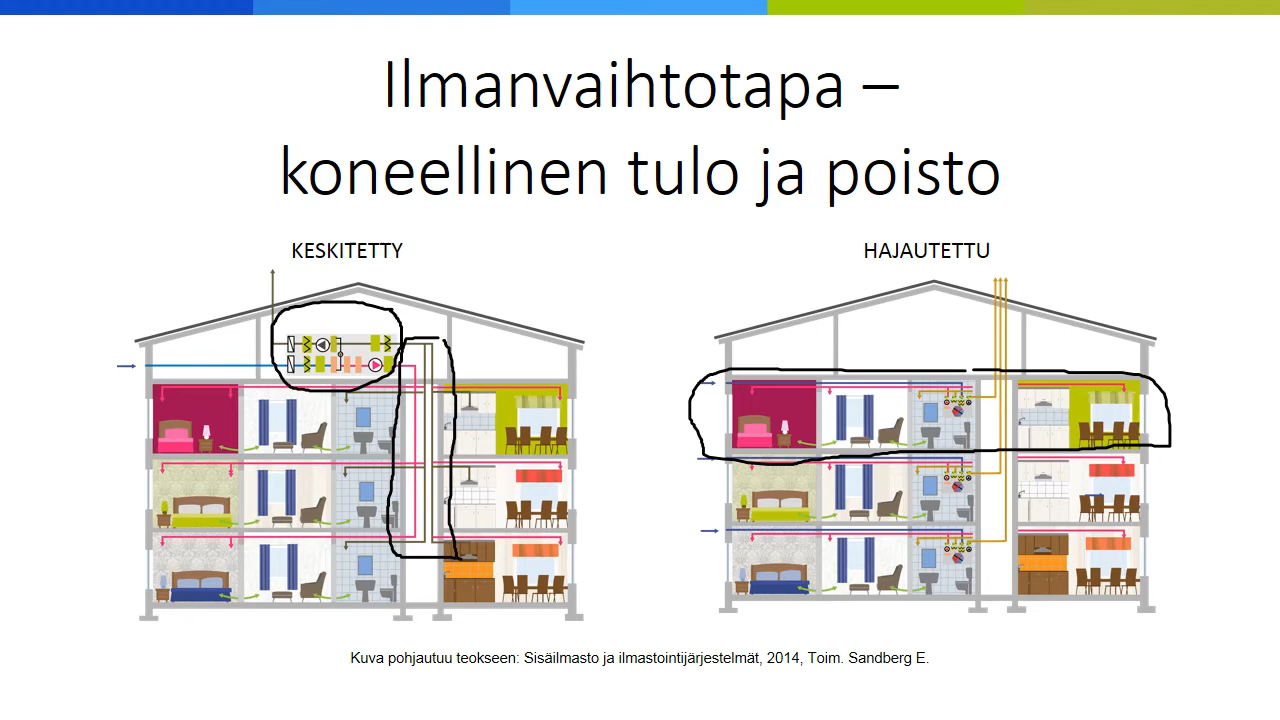 Ilmanvaihtotapa –
koneellinen tulo ja poisto
KESKITETTY
HAJAUTETTU
Kuva pohjautuu teokseen: Sisäilmasto ja ilmastointijärjestelmät, 2014, Toim. Sandberg E.